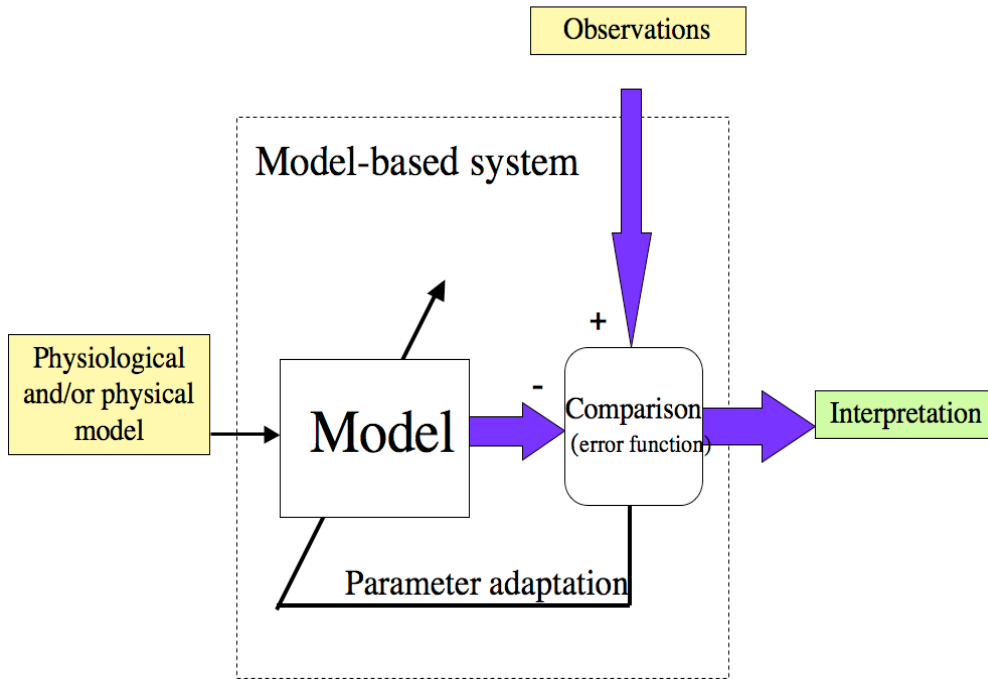 Observations
Model-based system
+
Physiological
and/or physical
model
Model
-
Comparison
(error function)
Interpretation
Parameter adaptation